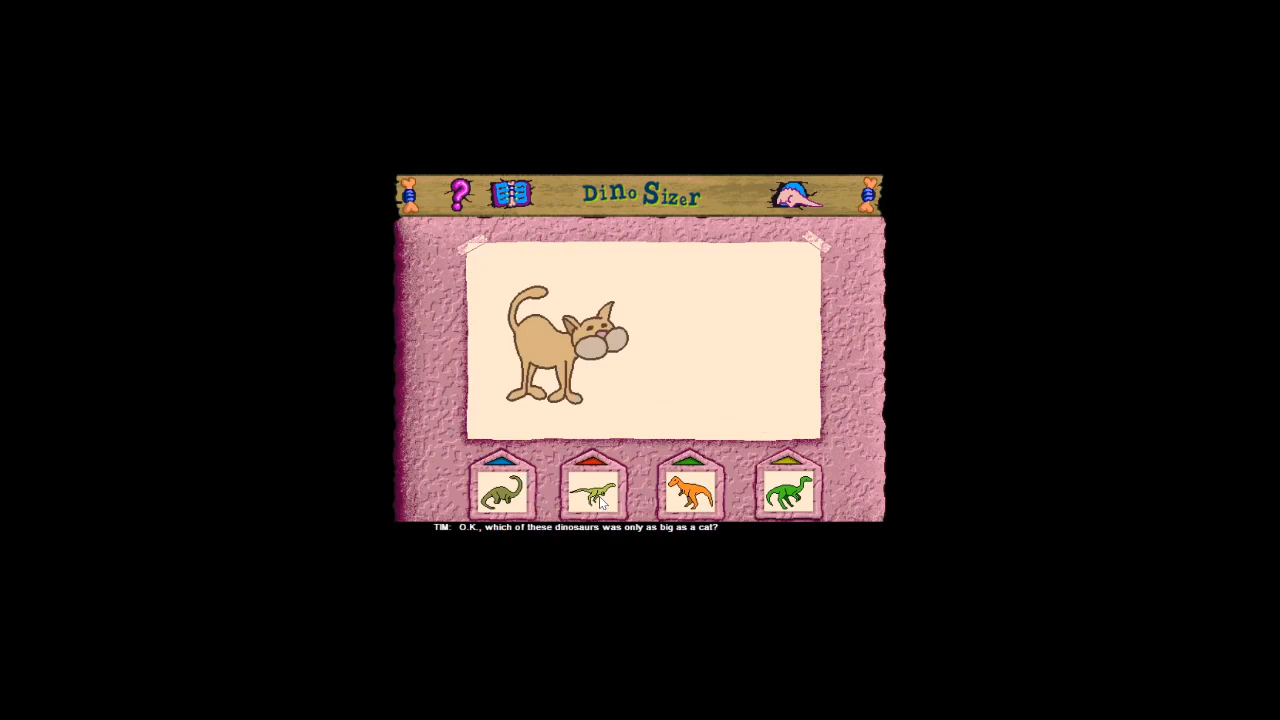 Dino Sizer
TIM: O.K., which of these dinosaurs was only as big as a cat?